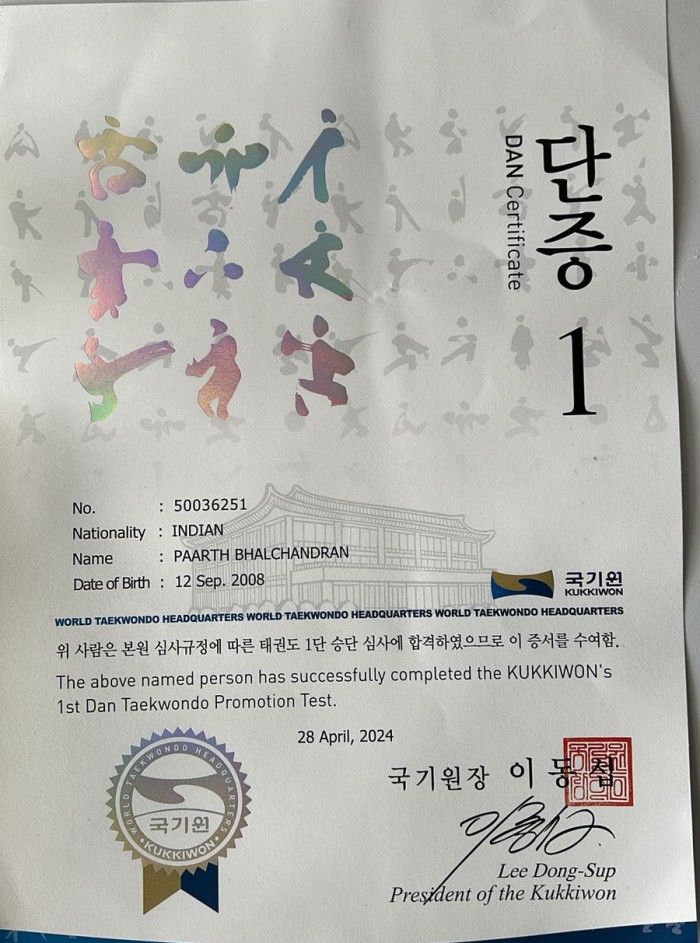 단증 1
DAN Certificate
No. : 50036251
Nationality : INDIAN
Name : PAARTH BHALCHANDRAN
Date of Birth : 12 Sep. 2008
국기원
KUKKIWON
WORLD TAEKWONDO HEADQUARTERS WORLD TAEKWONDO HEADQUARTERS WORLD TAEKWONDO HEADQUARTERS
위 사람은 본원 심사규정에 따른 태권도 1단 승단 심사에 합격하였으므로 이 증서를 수여함.
The above named person has successfully completed the KUKKIWON's
1st Dan Taekwondo Promotion Test.
28 April, 2024
WORLD TAEKWONDO HEADQUARTERS
국기원
• KUKKIWON •
국기원장 이동섭
Lee Dong-Sup
President of the Kukkiwon